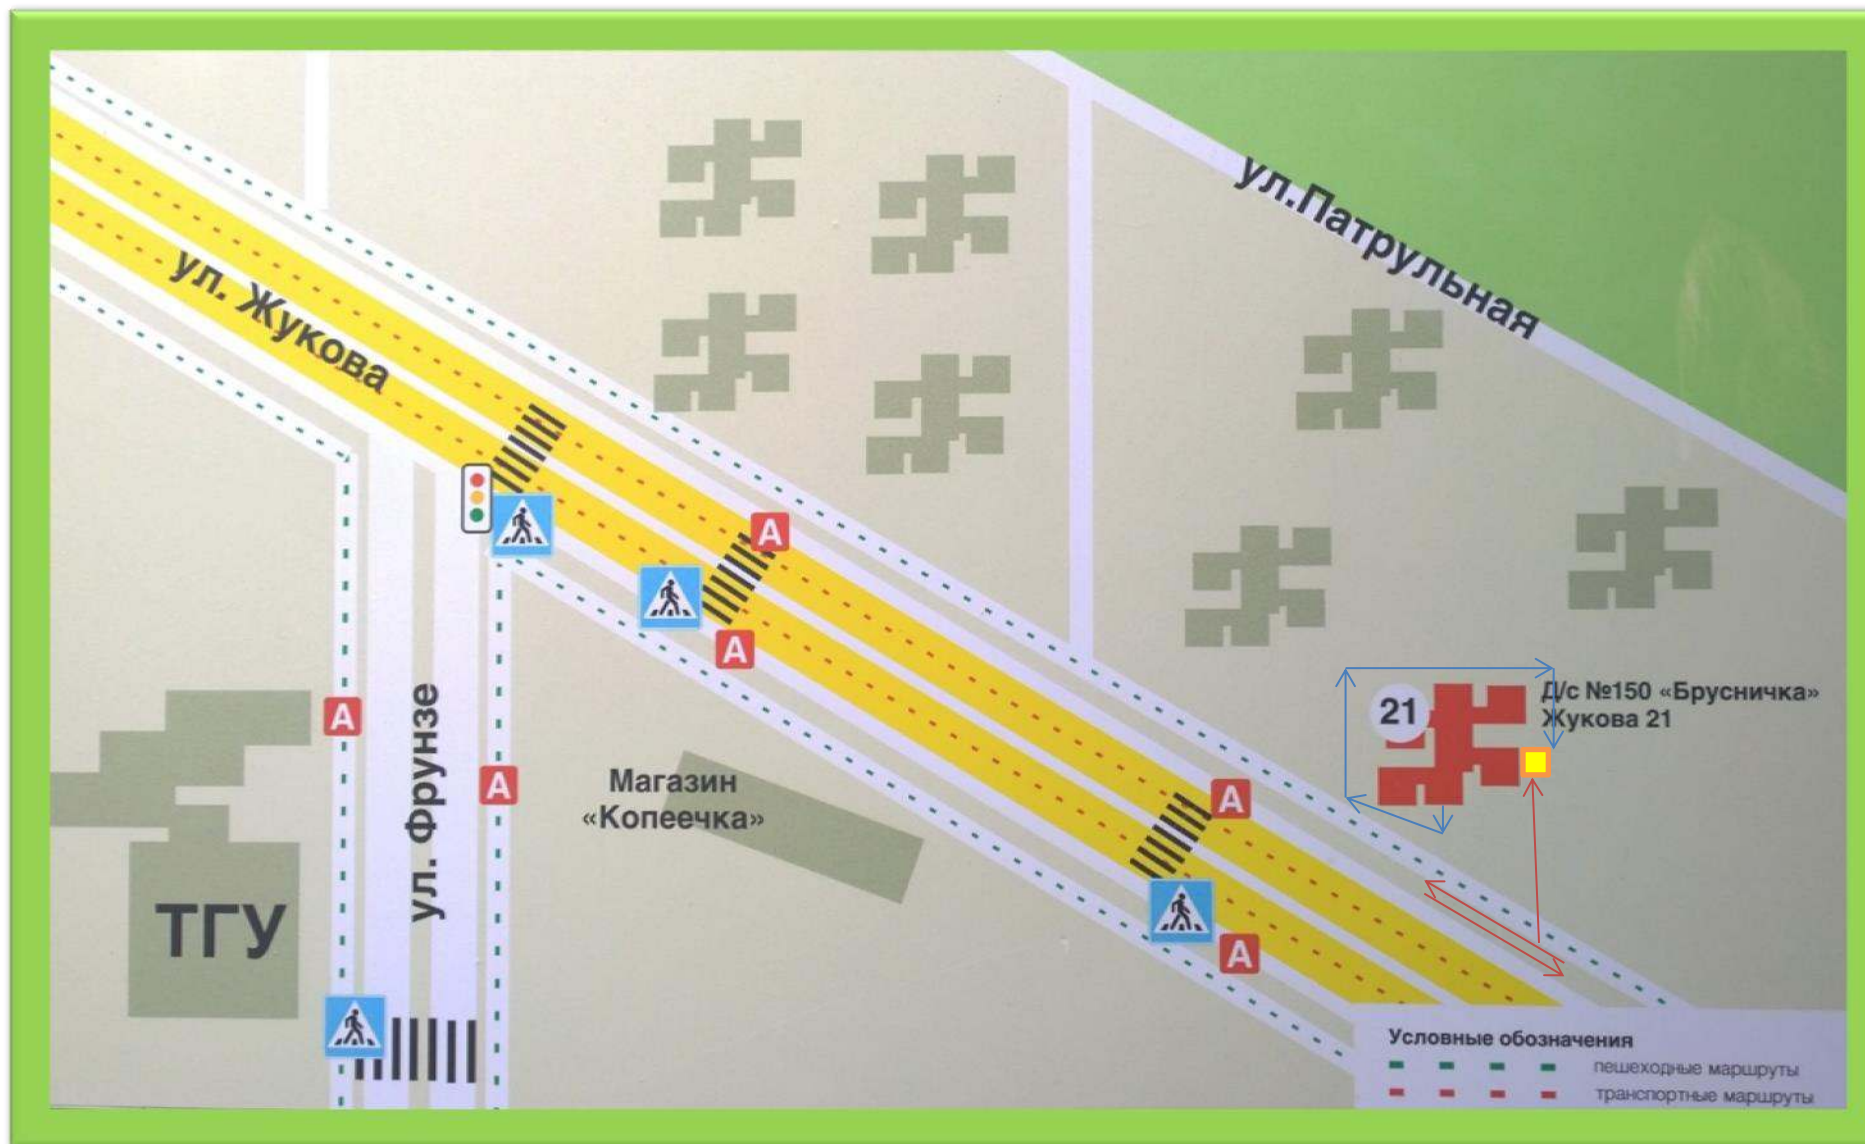 ул.Патрульная
ул. Жукова
А
А
21
Д/с №150 «Брусничка»
Жукова 21
А
ул. Фрунзе
А
Магазин
«Копеечка»
А
ТГУ
А
Условные обозначения
пешеходные маршруты
транспортные маршруты